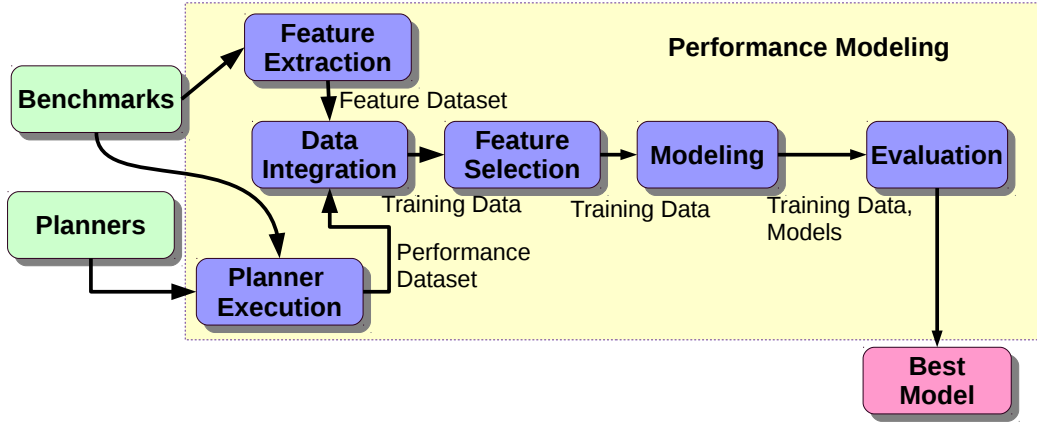 Feature
Extraction
Performance Modeling
Benchmarks
Feature Dataset
Data
Integration
Feature
Selection
Modeling
Evaluation
Training Data
Training Data
Training Data,
Models
Planners
Performance
Dataset
Planner
Execution
Best
Model